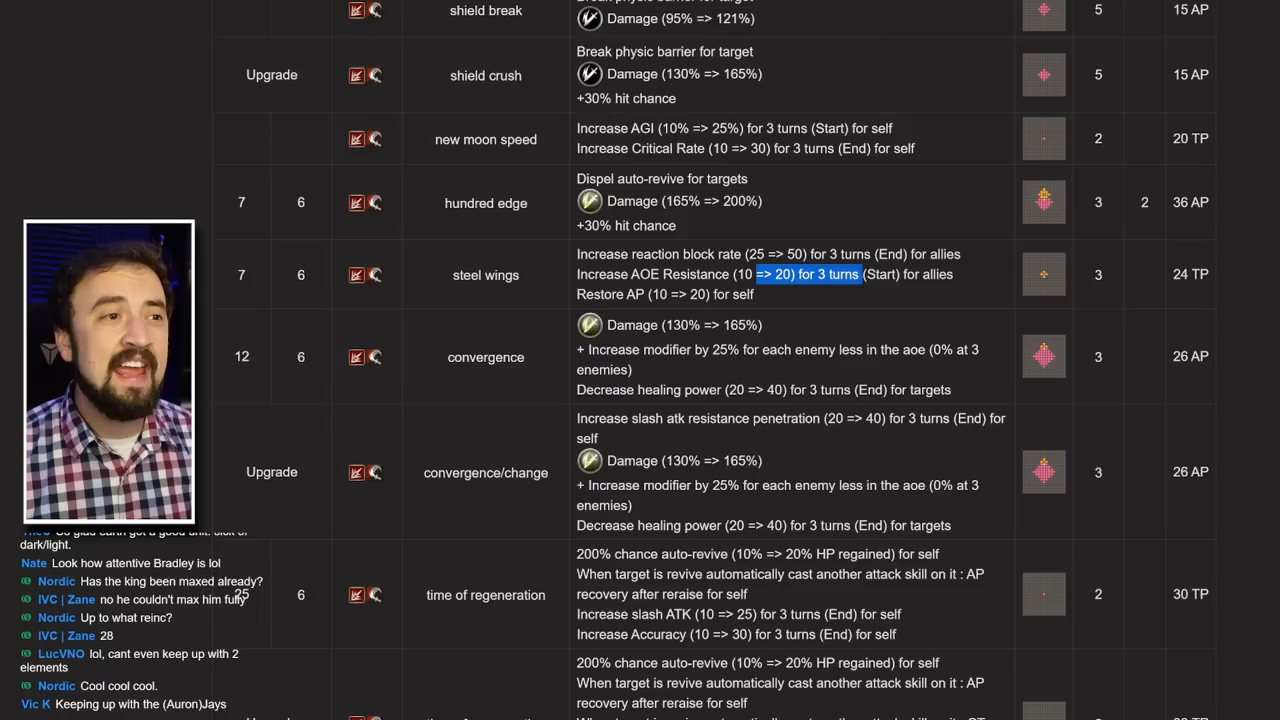 shield break
Break physic barrier for target
Damage (95% => 121%)
5
15 AP
Upgrade
shield crush
Break physic barrier for target
Damage (130% => 165%)
+30% hit chance
5
15 AP
new moon speed
Increase AGI (10% => 25%) for 3 turns (Start) for self
Increase Critical Rate (10 => 30) for 3 turns (End) for self
2
20 TP
7
6
hundred edge
Dispel auto-revive for targets
Damage (165% => 200%)
+30% hit chance
3
2
36 AP
7
6
steel wings
Increase reaction block rate (25 => 50) for 3 turns (End) for allies
Increase AOE Resistance (10 => 20) for 3 turns (Start) for allies
Restore AP (10 => 20) for self
3
24 TP
12
6
convergence
Damage (130% => 165%)
+ Increase modifier by 25% for each enemy less in the aoe (0% at 3
enemies)
Decrease healing power (20 => 40) for 3 turns (End) for targets
3
26 AP
Upgrade
convergence/change
Increase slash atk resistance penetration (20 => 40) for 3 turns (End) for
self
Damage (130% => 165%)
+ Increase modifier by 25% for each enemy less in the aoe (0% at 3
enemies)
Decrease healing power (20 => 40) for 3 turns (End) for targets
3
26 AP
25
6
time of regeneration
200% chance auto-revive (10% => 20% HP regained) for self
When target is revive automatically cast another attack skill on it : AP
recovery after reraise for self
Increase slash ATK (10 => 25) for 3 turns (End) for self
Increase Accuracy (10 => 30) for 3 turns (End) for self
2
30 TP
200% chance auto-revive (10% => 20% HP regained) for self
When target is revive automatically cast another attack skill on it : AP
recovery after reraise for self
dark/light.
Nate Look how attentive Bradley is lol
Nordic Has the king been maxed already?
IVC | Zane no he couldn't max him fully
Nordic Up to what reinc?
IVC | Zane 28
LucVNO lol, cant even keep up with 2
elements
Nordic Cool cool cool.
Vic K Keeping up with the (Auron)Jays